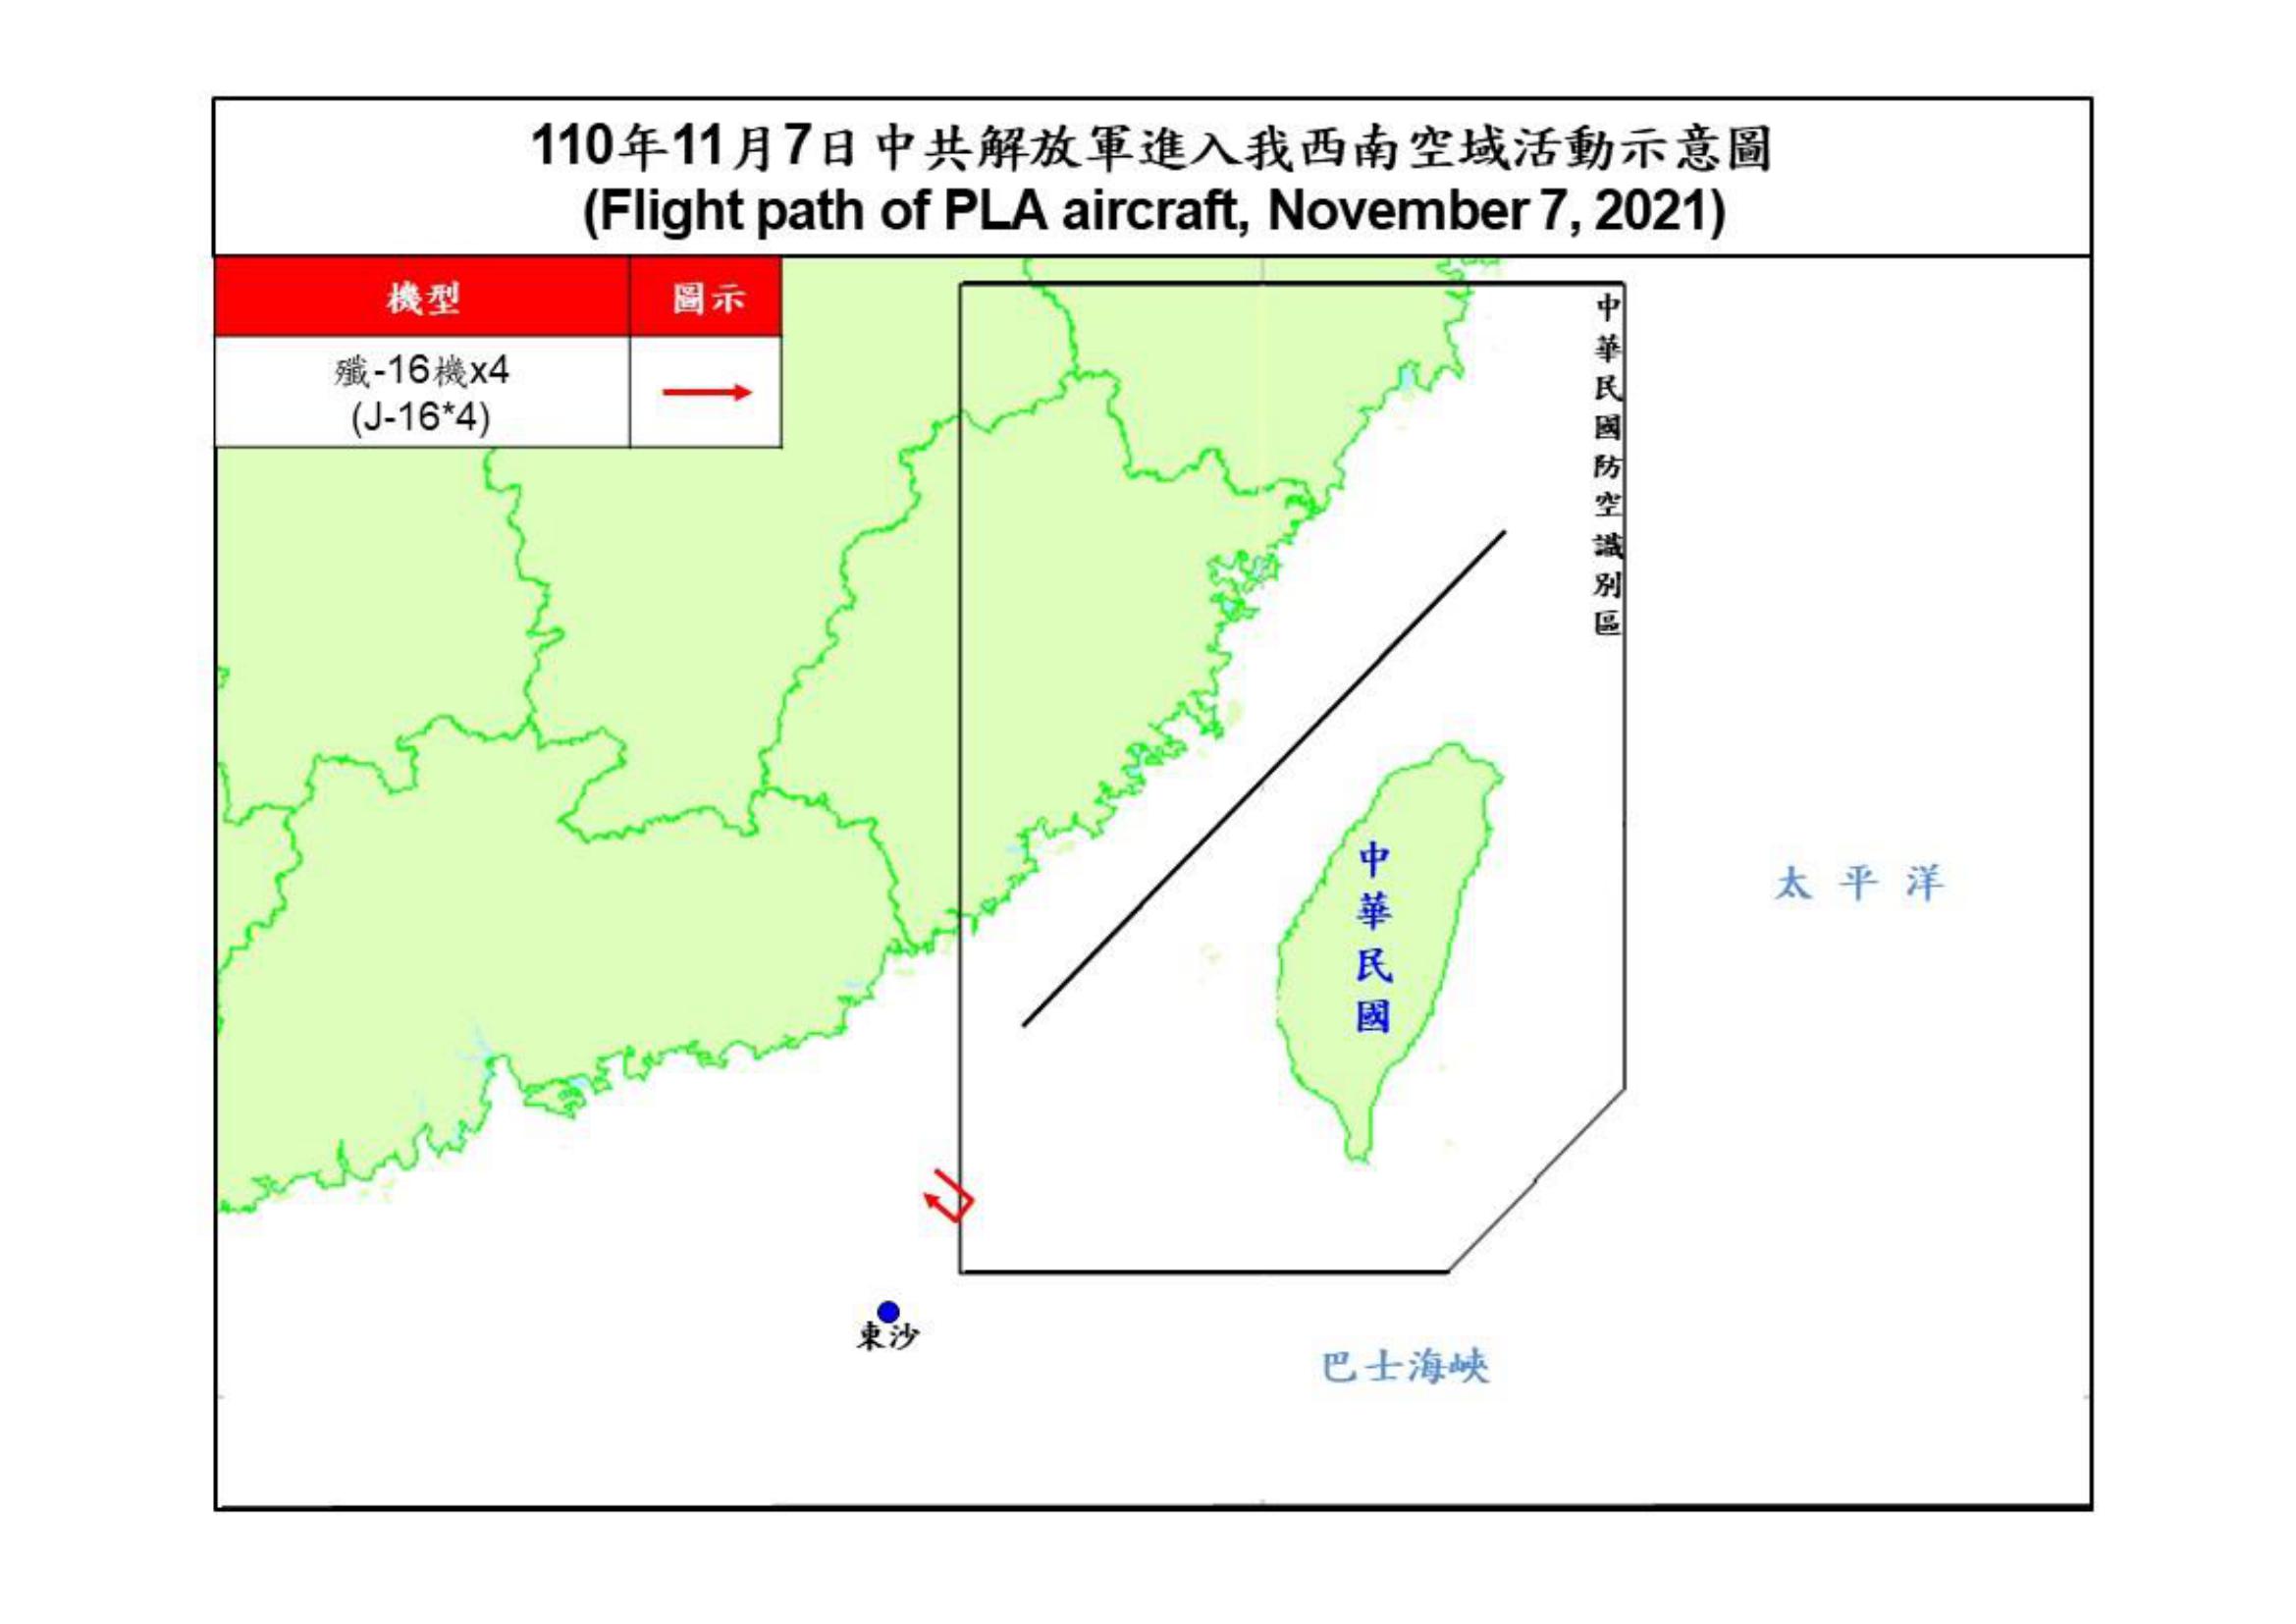 110年11月7日中共解放軍進入我西南空域活動示意圖
(Flight path of PLA aircraft, November 7, 2021)
機型
圖示
殲-16機x4
(J-16*4)
中華民國防空識別區
中華民國
太平洋
東沙
巴士海峽